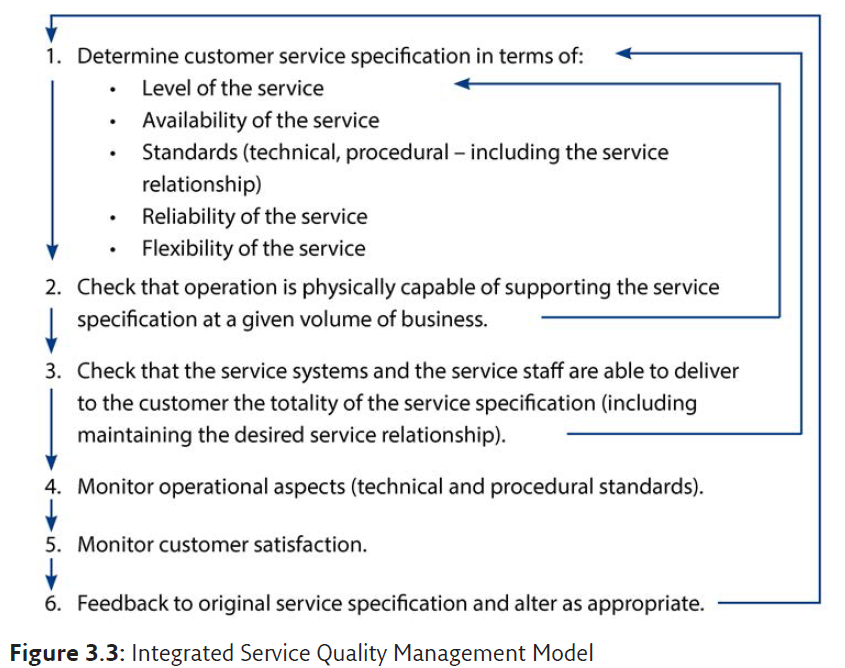 1. Determine customer service specification in terms of:
• Level of the service
• Availability of the service
• Standards (technical, procedural – including the service
relationship)
• Reliability of the service
• Flexibility of the service
2. Check that operation is physically capable of supporting the service
specification at a given volume of business.
3. Check that the service systems and the service staff are able to deliver
to the customer the totality of the service specification (including
maintaining the desired service relationship).
4. Monitor operational aspects (technical and procedural standards).
5. Monitor customer satisfaction.
6. Feedback to original service specification and alter as appropriate.
Figure 3.3: Integrated Service Quality Management Model